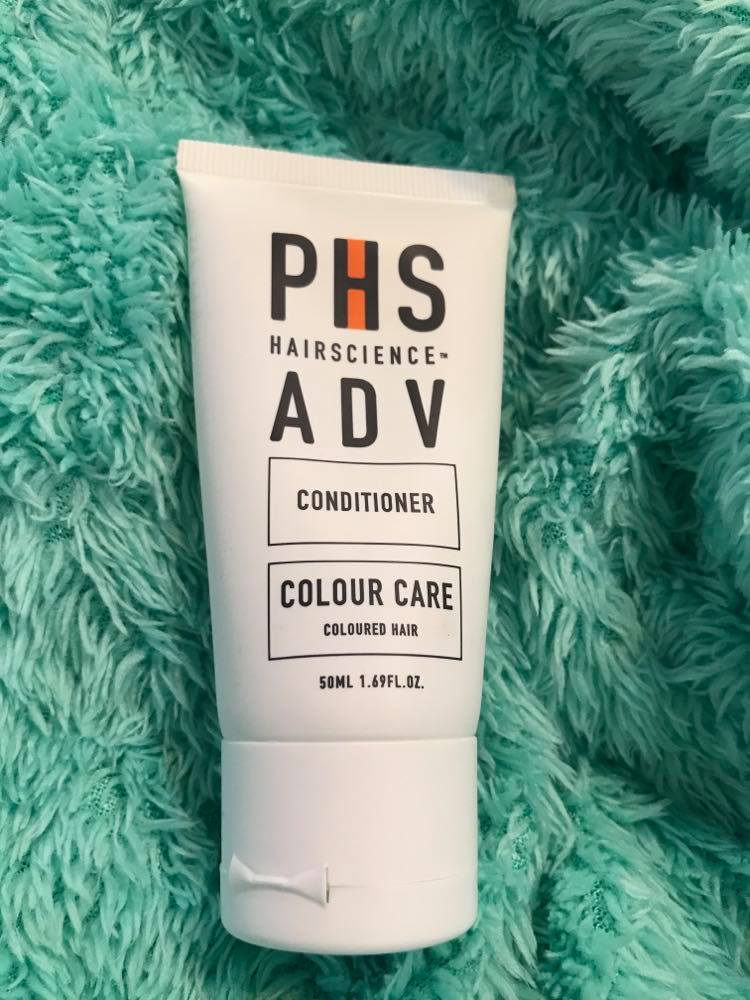 PHS
HAIRSCIENCE™
ADV
CONDITIONER
COLOUR CARE
COLOURED HAIR
50ML 1.69FL.OZ.